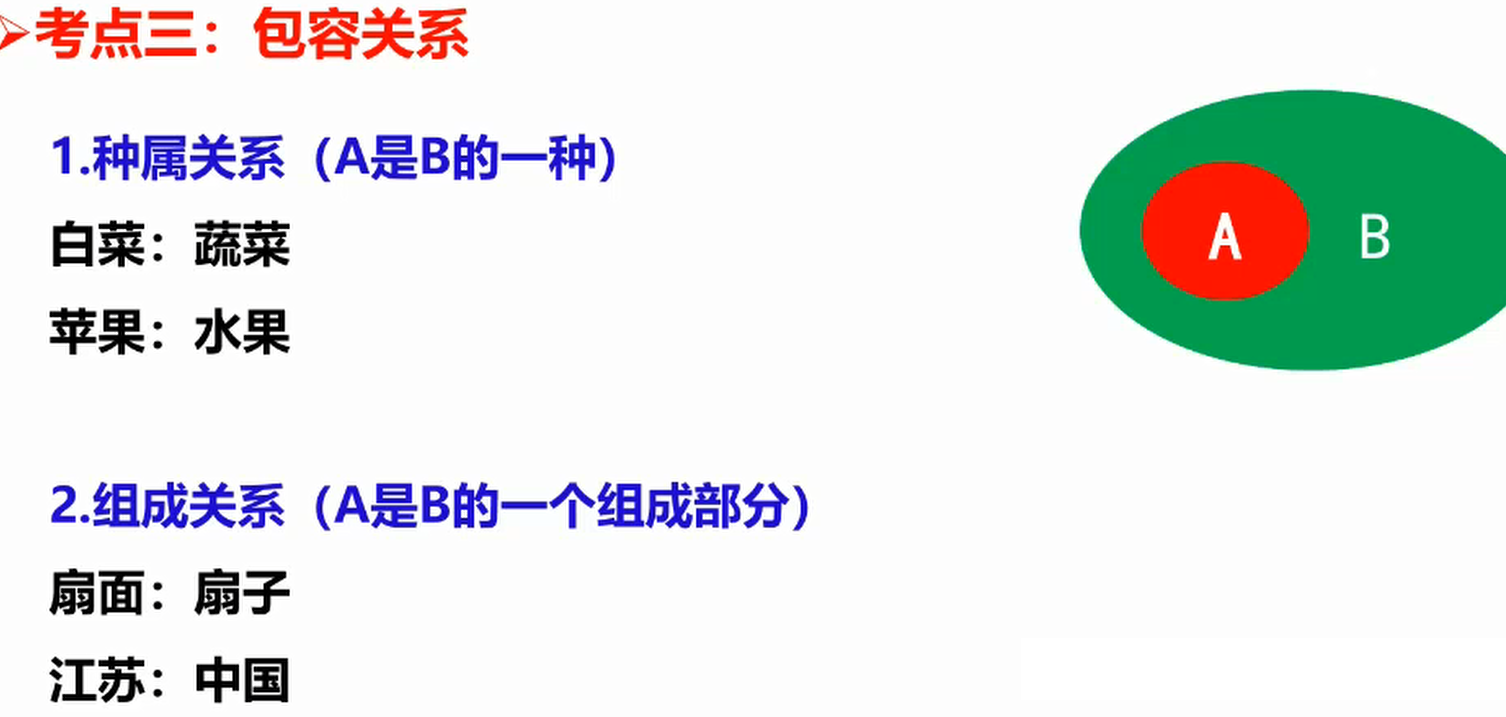 考点三：包容关系
1.种属关系（A是B的一种）
白菜：蔬菜
苹果：水果
A
B
2.组成关系（A是B的一个组成部分）
扇面：扇子
江苏：中国